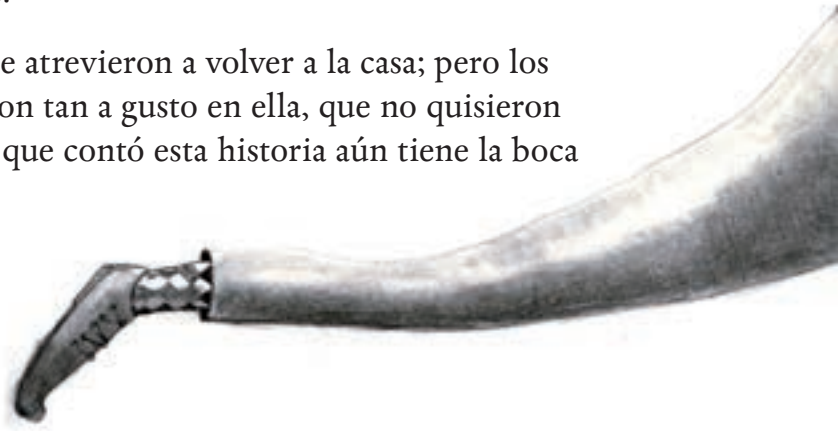 e atrevieron a volver a la casa; pero los
on tan a gusto en ella, que no quisieron
que contó esta historia aún tiene la boca